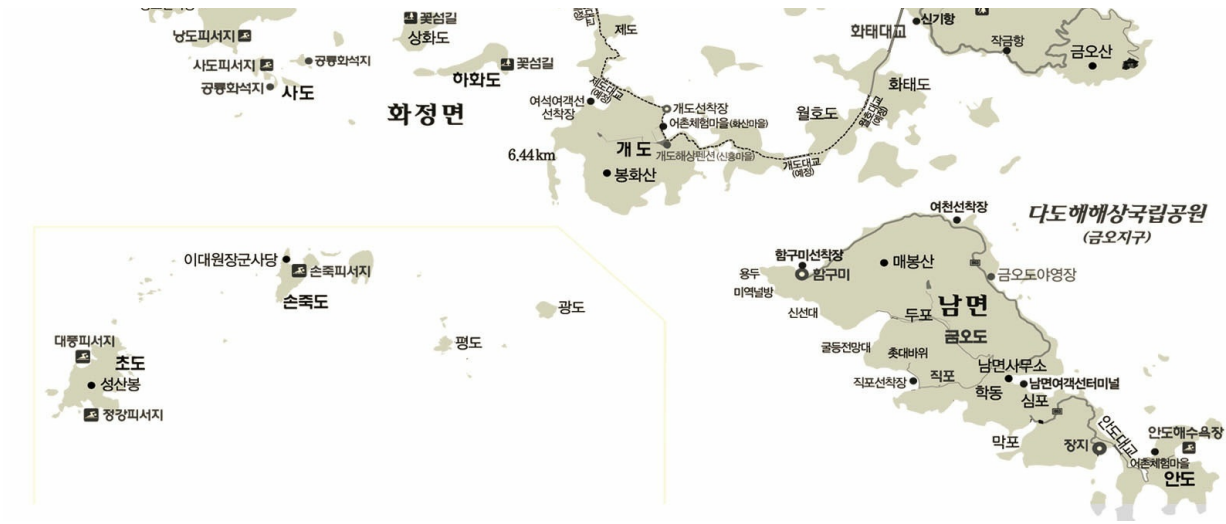 꽃섬길
상화도
낭도피서지
사도피서지
공룡화석지
공룡화석지
사도
꽃섬길
하화도
화정면
제도
제도대교
(예정)
여석여객선
선착장
개도선착장
어촌체험마을(화산마을)
개도
개도해상펜션(신흥마을)
6.44km
봉화산
개도대교
(예정)
월호도
월호대교
(예정)
화태도
화태대교
신기항
작금항
금오산
다도해해상국립공원
(금오지구)
이대원장군사당
손죽피서지
손죽도
광도
평도
대풍피서지
초도
성산봉
정강피서지
여천선착장
함구미선착장
함구미
용두
미역널방
신선대
매봉산
금오도야영장
남면
두포
금오도
굴등전망대
촛대바위
직포
직포선착장
남면사무소
학동
남면여객선터미널
심포
막포
장지
안도대교
안도해수욕장
어촌체험마을
안도